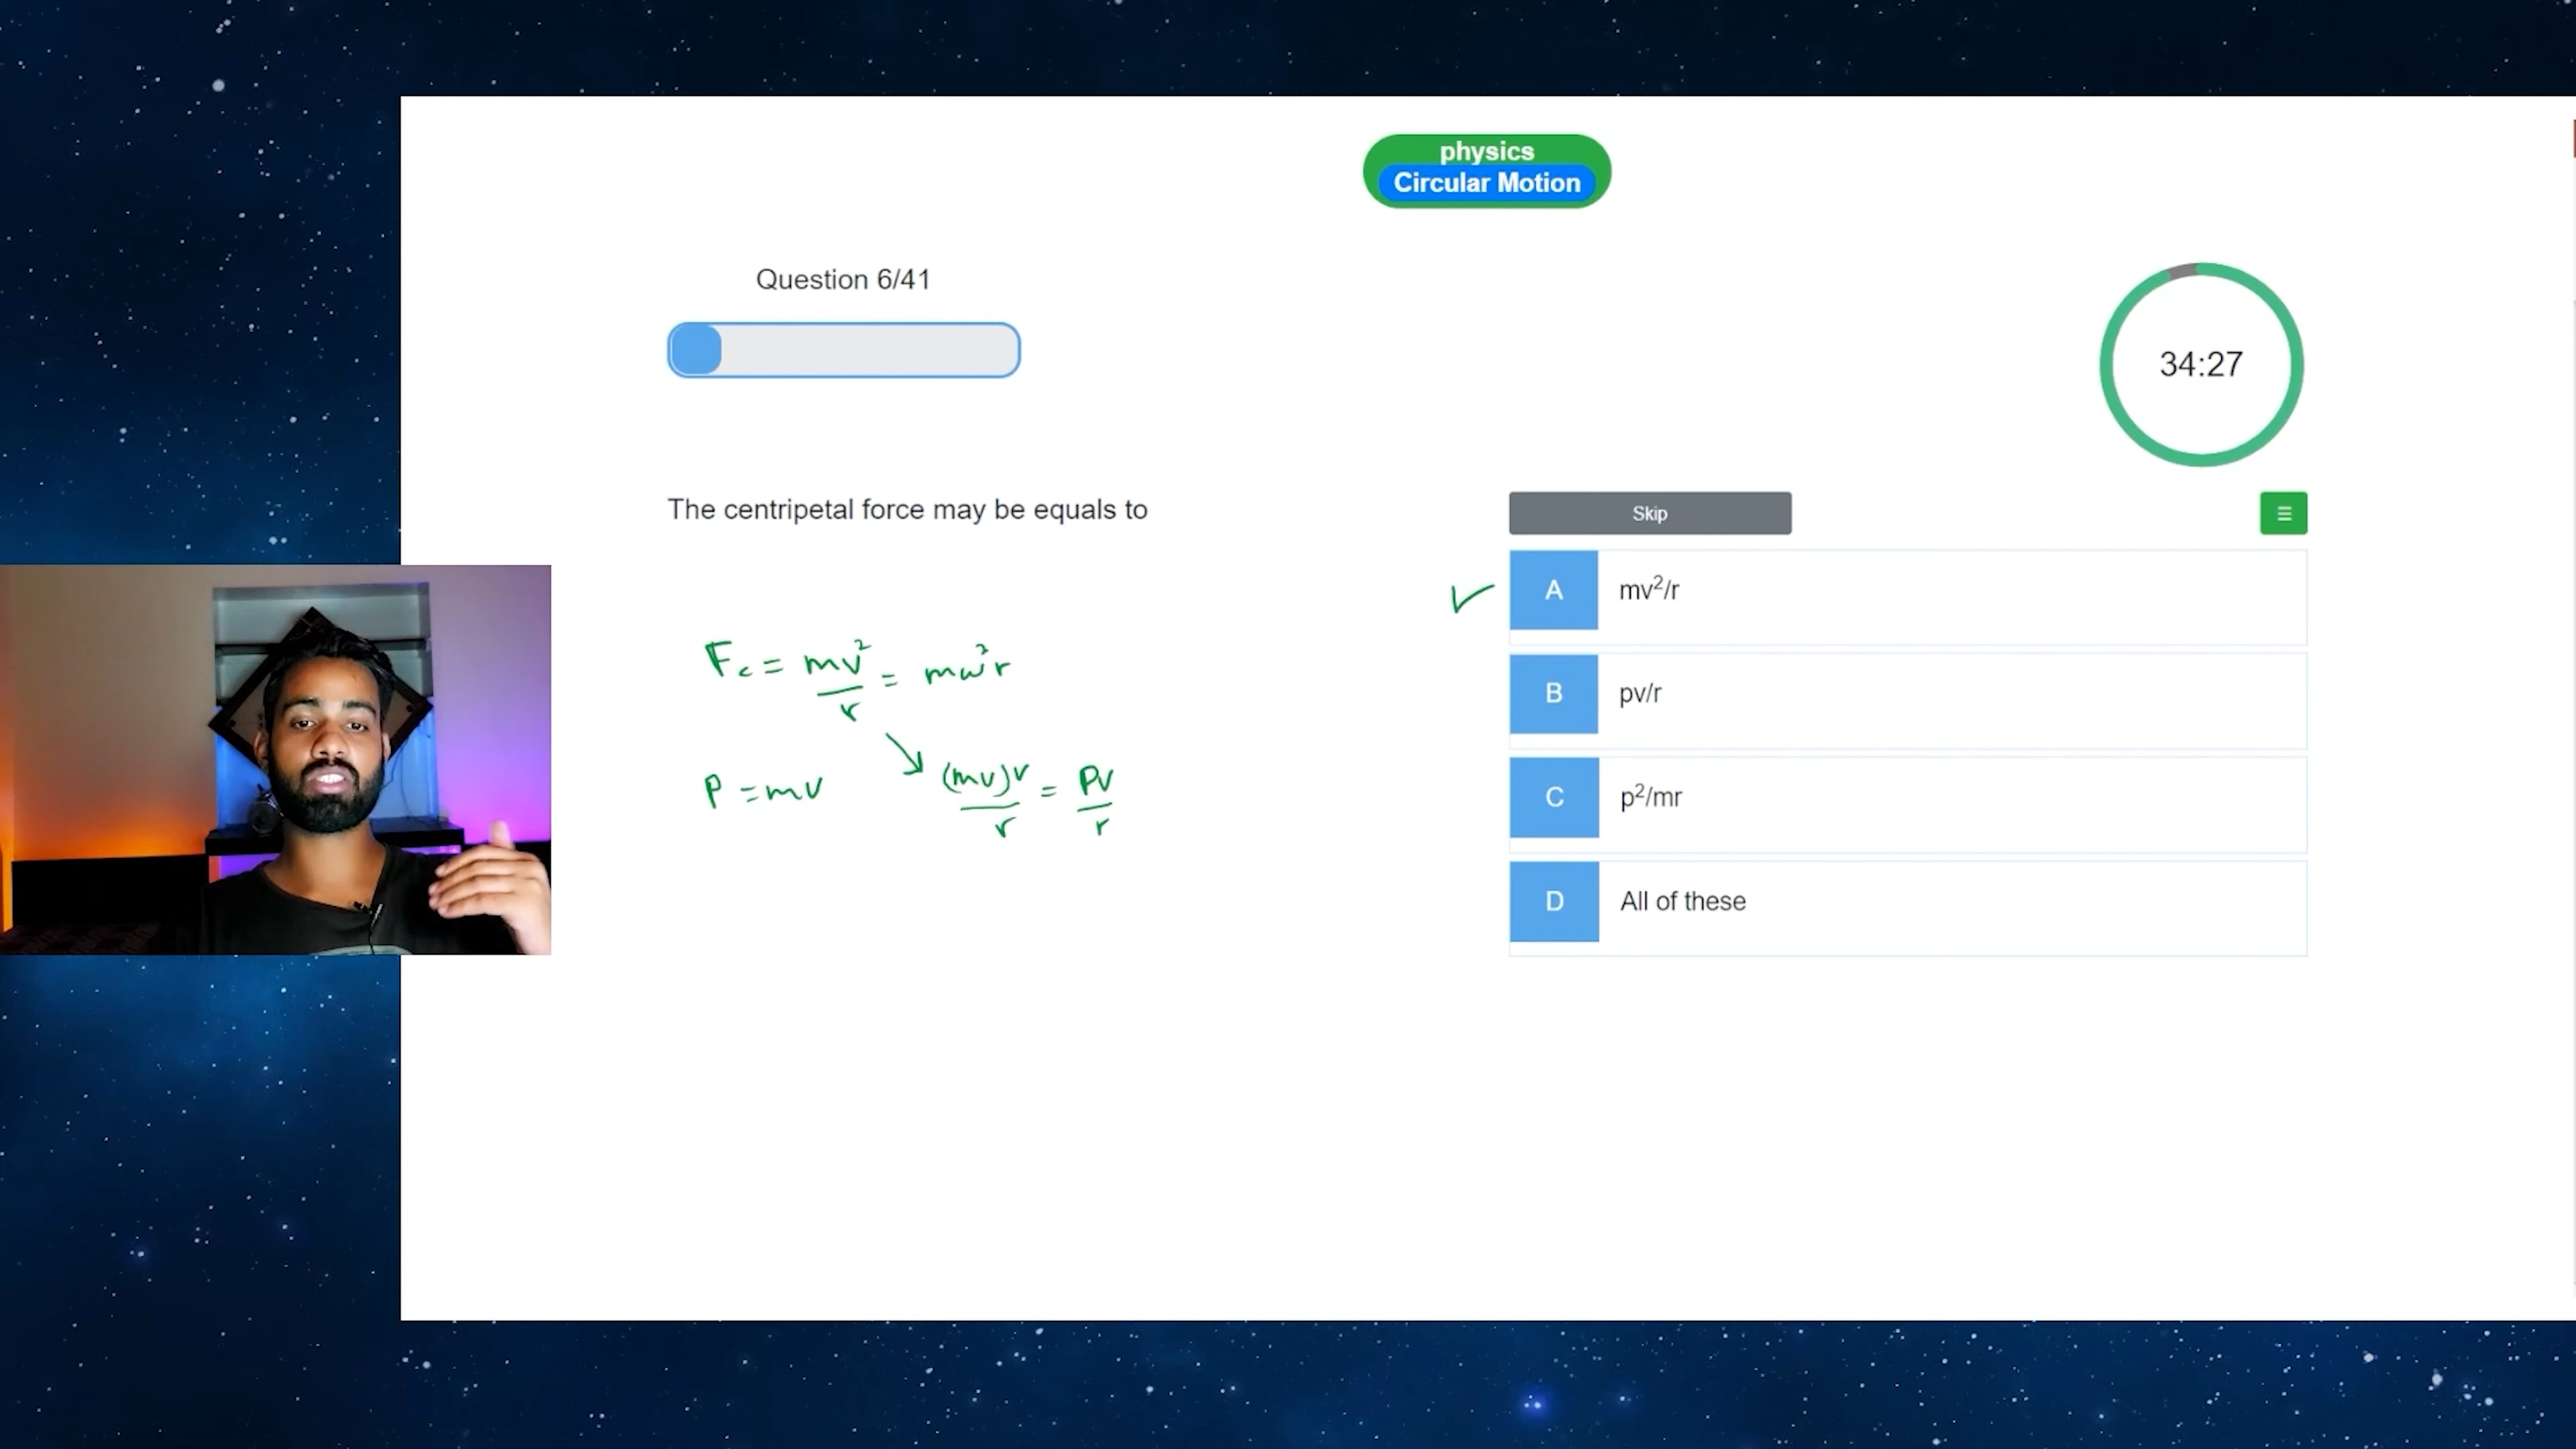 physics
Circular Motion
Question 6/41
34:27
The centripetal force may be equals to
Skip
A mv²/r
B pv/r
C p²/mr
D All of these
Fc = mv²/r = mω²r
P = mv
(mv)v/r = Pv/r